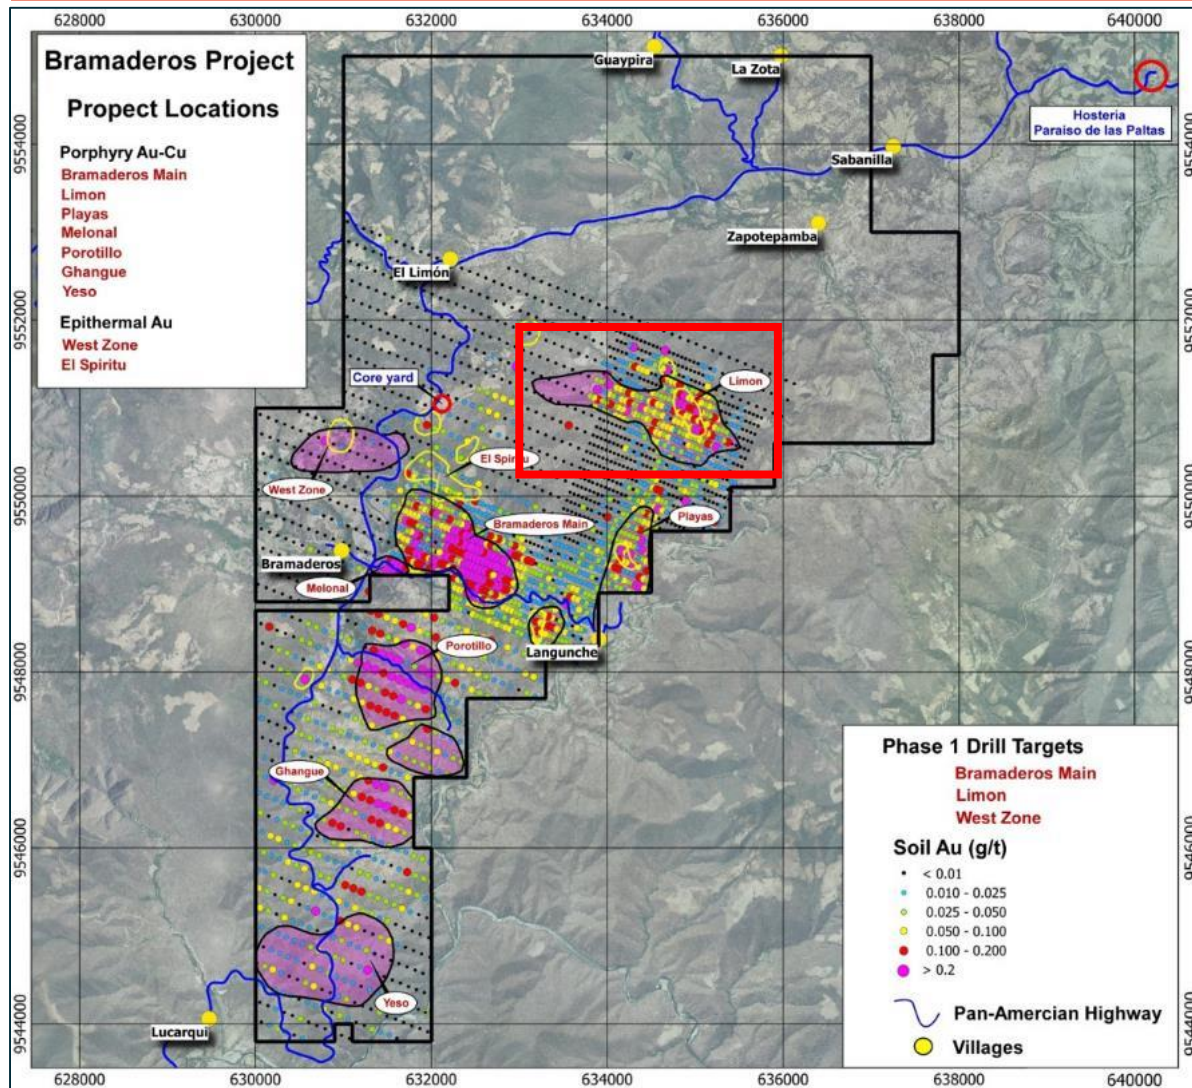 628000 630000 632000 634000 636000 638000 640000
Bramaderos Project
Propect Locations
Porphyry Au-Cu
Bramaderos Main
Limon
Playas
Melonal
Porotillo
Ghangue
Yeso
Epithermal Au
West Zone
El Spiritu
Guaypira
La Zota
Hosteria
Paraiso de las Paltas
9554000
9554000
Sabanilla
Zapotepamba
El Limón
9552000
9552000
Core yard
Limon
El Spiritu
West Zone
9550000
9550000
Bramaderos Main
Playas
Bramaderos
Melonal
Porotillo
Langunche
9548000
9548000
Ghangue
Phase 1 Drill Targets
Bramaderos Main
Limon
West Zone
9546000
9546000
Soil Au (g/t)
< 0.01
0.010 - 0.025
0.025 - 0.050
0.050 - 0.100
0.100 - 0.200
> 0.2
Yeso
Pan-Amercian Highway
Villages
Lucarqui
9544000
9544000
628000 630000 632000 634000 636000 638000 640000